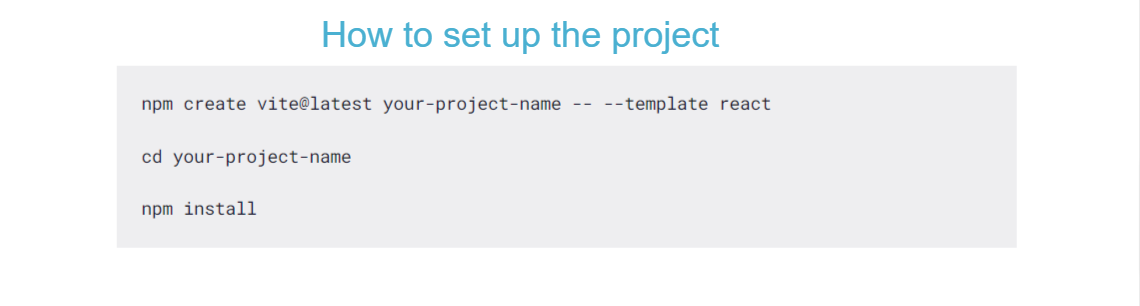 How to set up the project
npm create vite@latest your-project-name -- --template react
cd your-project-name
npm install